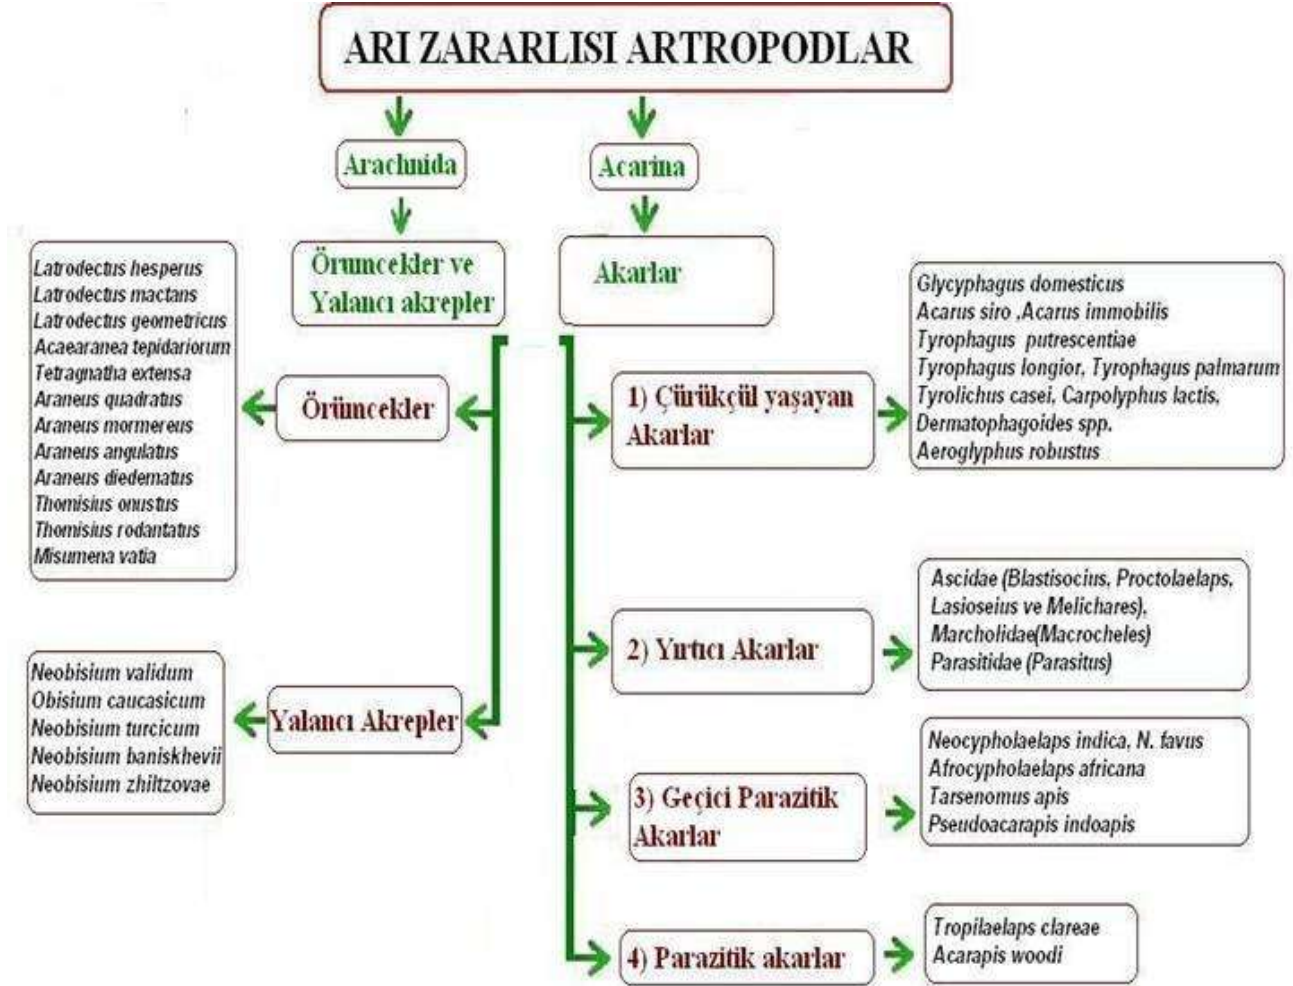 ARI ZARARLISI ARTROPODLAR
Arachnida
Acarina
Örümcekler ve
Yalancı akrepler
Akarlar
Örümcekler
Latrodectus hesperus
Latrodectus mactans
Latrodectus geometricus
Acaearanea tepidariorum
Tetragnatha extensa
Araneus quadratus
Araneus mormereus
Araneus angulatus
Araneus diedematus
Thomisius onustus
Thomisius rodantatus
Misumena vatia
Yalancı Akrepler
Neobisium validum
Obisium caucasicum
Neobisium turcicum
Neobisium baniskhevii
Neobisium zhiltzovae
1) Çürükçül yaşayan
Akarlar
Glycyphagus domesticus
Acarus siro ,Acarus immobilis
Tyrophagus putrescentiae
Tyrophagus longior, Tyrophagus palmarum
Tyrolichus casei, Carpolyphus lactis,
Dermatophagoides spp.
Aeroglyphus robustus
2) Yırtıcı Akarlar
Ascidae (Blastisocius, Proctolaelaps,
Lasioseius ve Melichares),
Marcholidae(Macrocheles)
Parasitidae (Parasitus)
3) Geçici Parazitik
Akarlar
Neocypholaelaps indica, N. favus
Afrocypholaelaps africana
Tarsenomus apis
Pseudoacarapis indoapis
4) Parazitik akarlar
Tropilaelaps clareae
Acarapis woodi